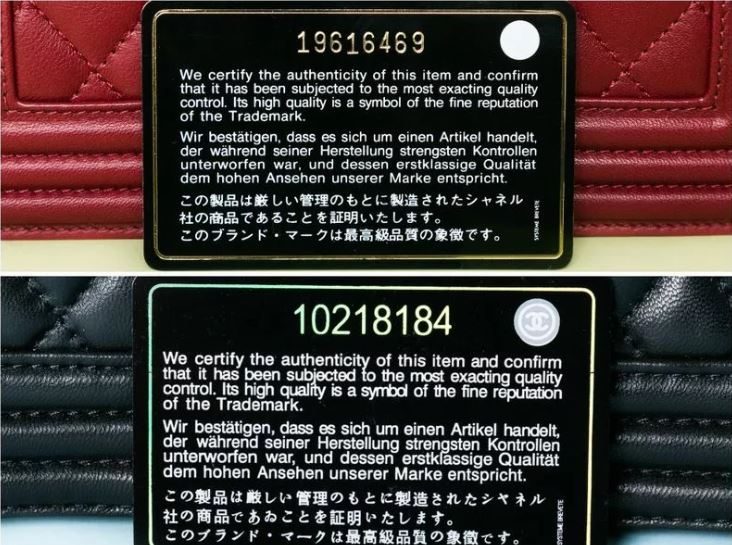 19616469
We certify the authenticity of this item and confirm
that it has been subjected to the most exacting quality
control. Its high quality is a symbol of the fine reputation
of the Trademark.
Wir bestätigen, dass es sich um einen Artikel handelt,
der während seiner Herstellung strengsten Kontrollen
unterworfen war, und dessen erstklassige Qualität
dem hohen Ansehen unserer Marke entspricht.
この製品は厳しい管理のもとに製造されたシャネル
社の商品であることを証明いたします。
このブランド・マークは最高級品質の象徴です。
SYSTEME BREVETE
10218184
We certify the authenticity of this item and confirm
that it has been subjected to the most exacting quality
control. Its high quality is a symbol of the fine reputation
of the Trademark.
Wir bestätigen, dass es sich um einen Artikel handelt,
der während seiner Herstellung strengsten Kontrollen
unterworfen war, und dessen erstklassige Qualität
dem hohen Ansehen unserer Marke entspricht.
この製品は厳しい管理のもとに製造されたシヤネル
社の商品であゐことを証明いたします。
このブランド・マークは最高級品質の象徴です。
SYSTEME BREVETE